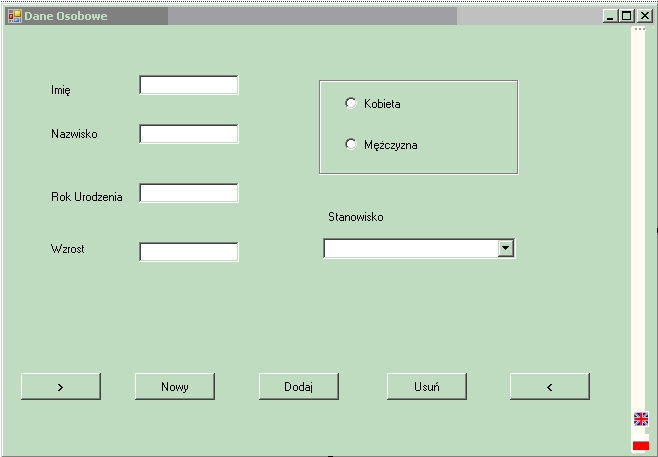 Dane Osobowe
Imię
Kobieta
Nazwisko
Mężczyzna
Rok Urodzenia
Stanowisko
Wzrost
> Nowy Dodaj Usuń <